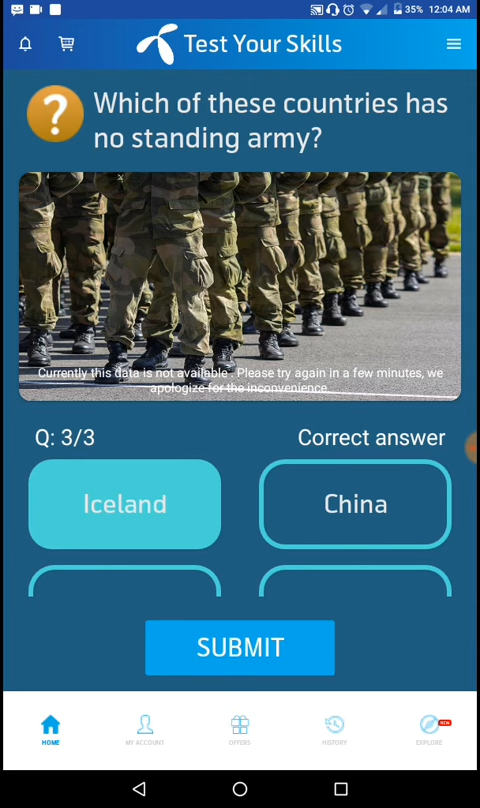 35% 12:04 AM
Test Your Skills
?
Which of these countries has
no standing army?
Currently this data is not available . Please try again in a few minutes, we
apologize for the inconvenience.
Q: 3/3 Correct answer
Iceland China
SUBMIT
NEW
HOME MY ACCOUNT OFFERS HISTORY EXPLORE